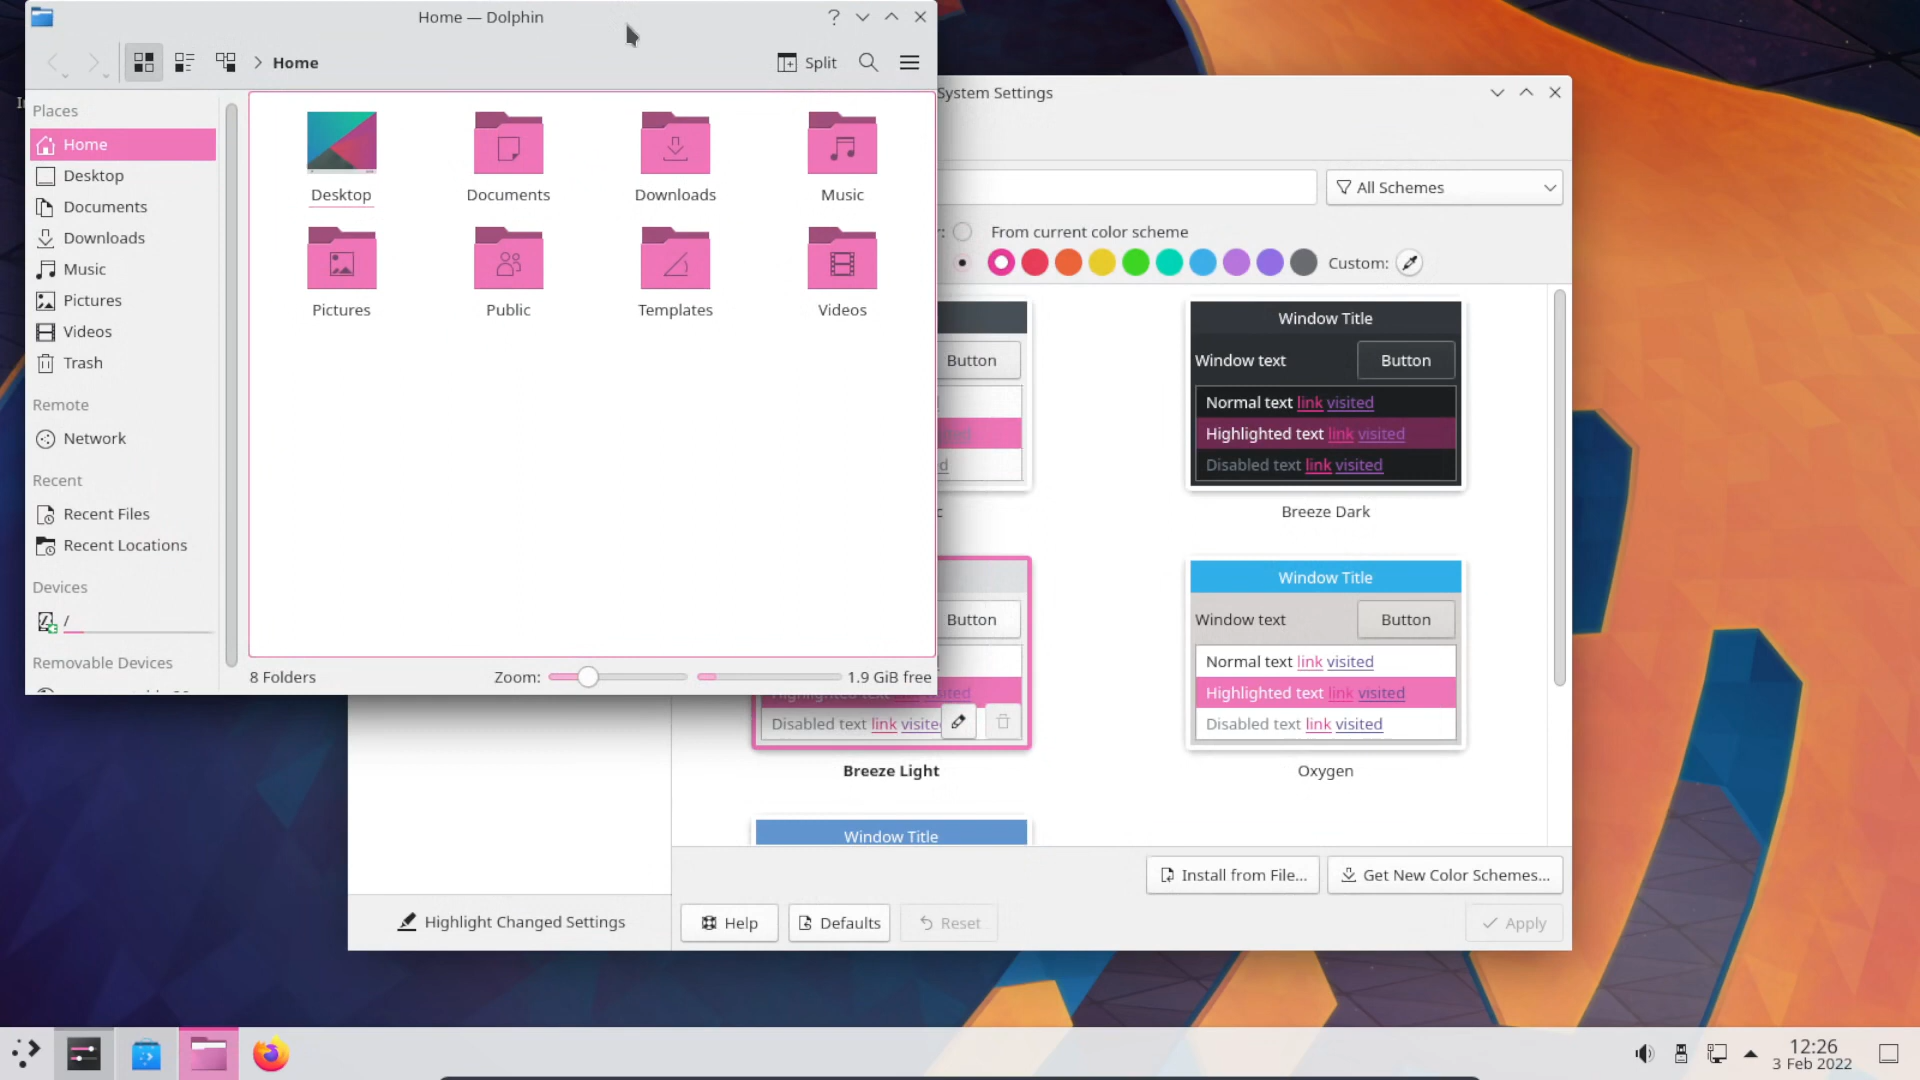 Home — Dolphin
Home
Split
Places
Home
Desktop
Documents
Downloads
Music
Pictures
Videos
Trash
Remote
Network
Recent
Recent Files
Recent Locations
Devices
/
Removable Devices
Desktop
Documents
Downloads
Music
Pictures
Public
Templates
Videos
8 Folders
Zoom:
1.9 GiB free
System Settings
All Schemes
From current color scheme
Custom:
Button
Window Title
Window text
Button
Normal text link visited
Highlighted text link visited
Disabled text link visited
Breeze Dark
Button
Disabled text link
Breeze Light
Window Title
Window text
Button
Normal text link visited
Highlighted text link visited
Disabled text link visited
Oxygen
Window Title
Install from File...
Get New Color Schemes...
Highlight Changed Settings
Help
Defaults
Reset
Apply
12:26
3 Feb 2022